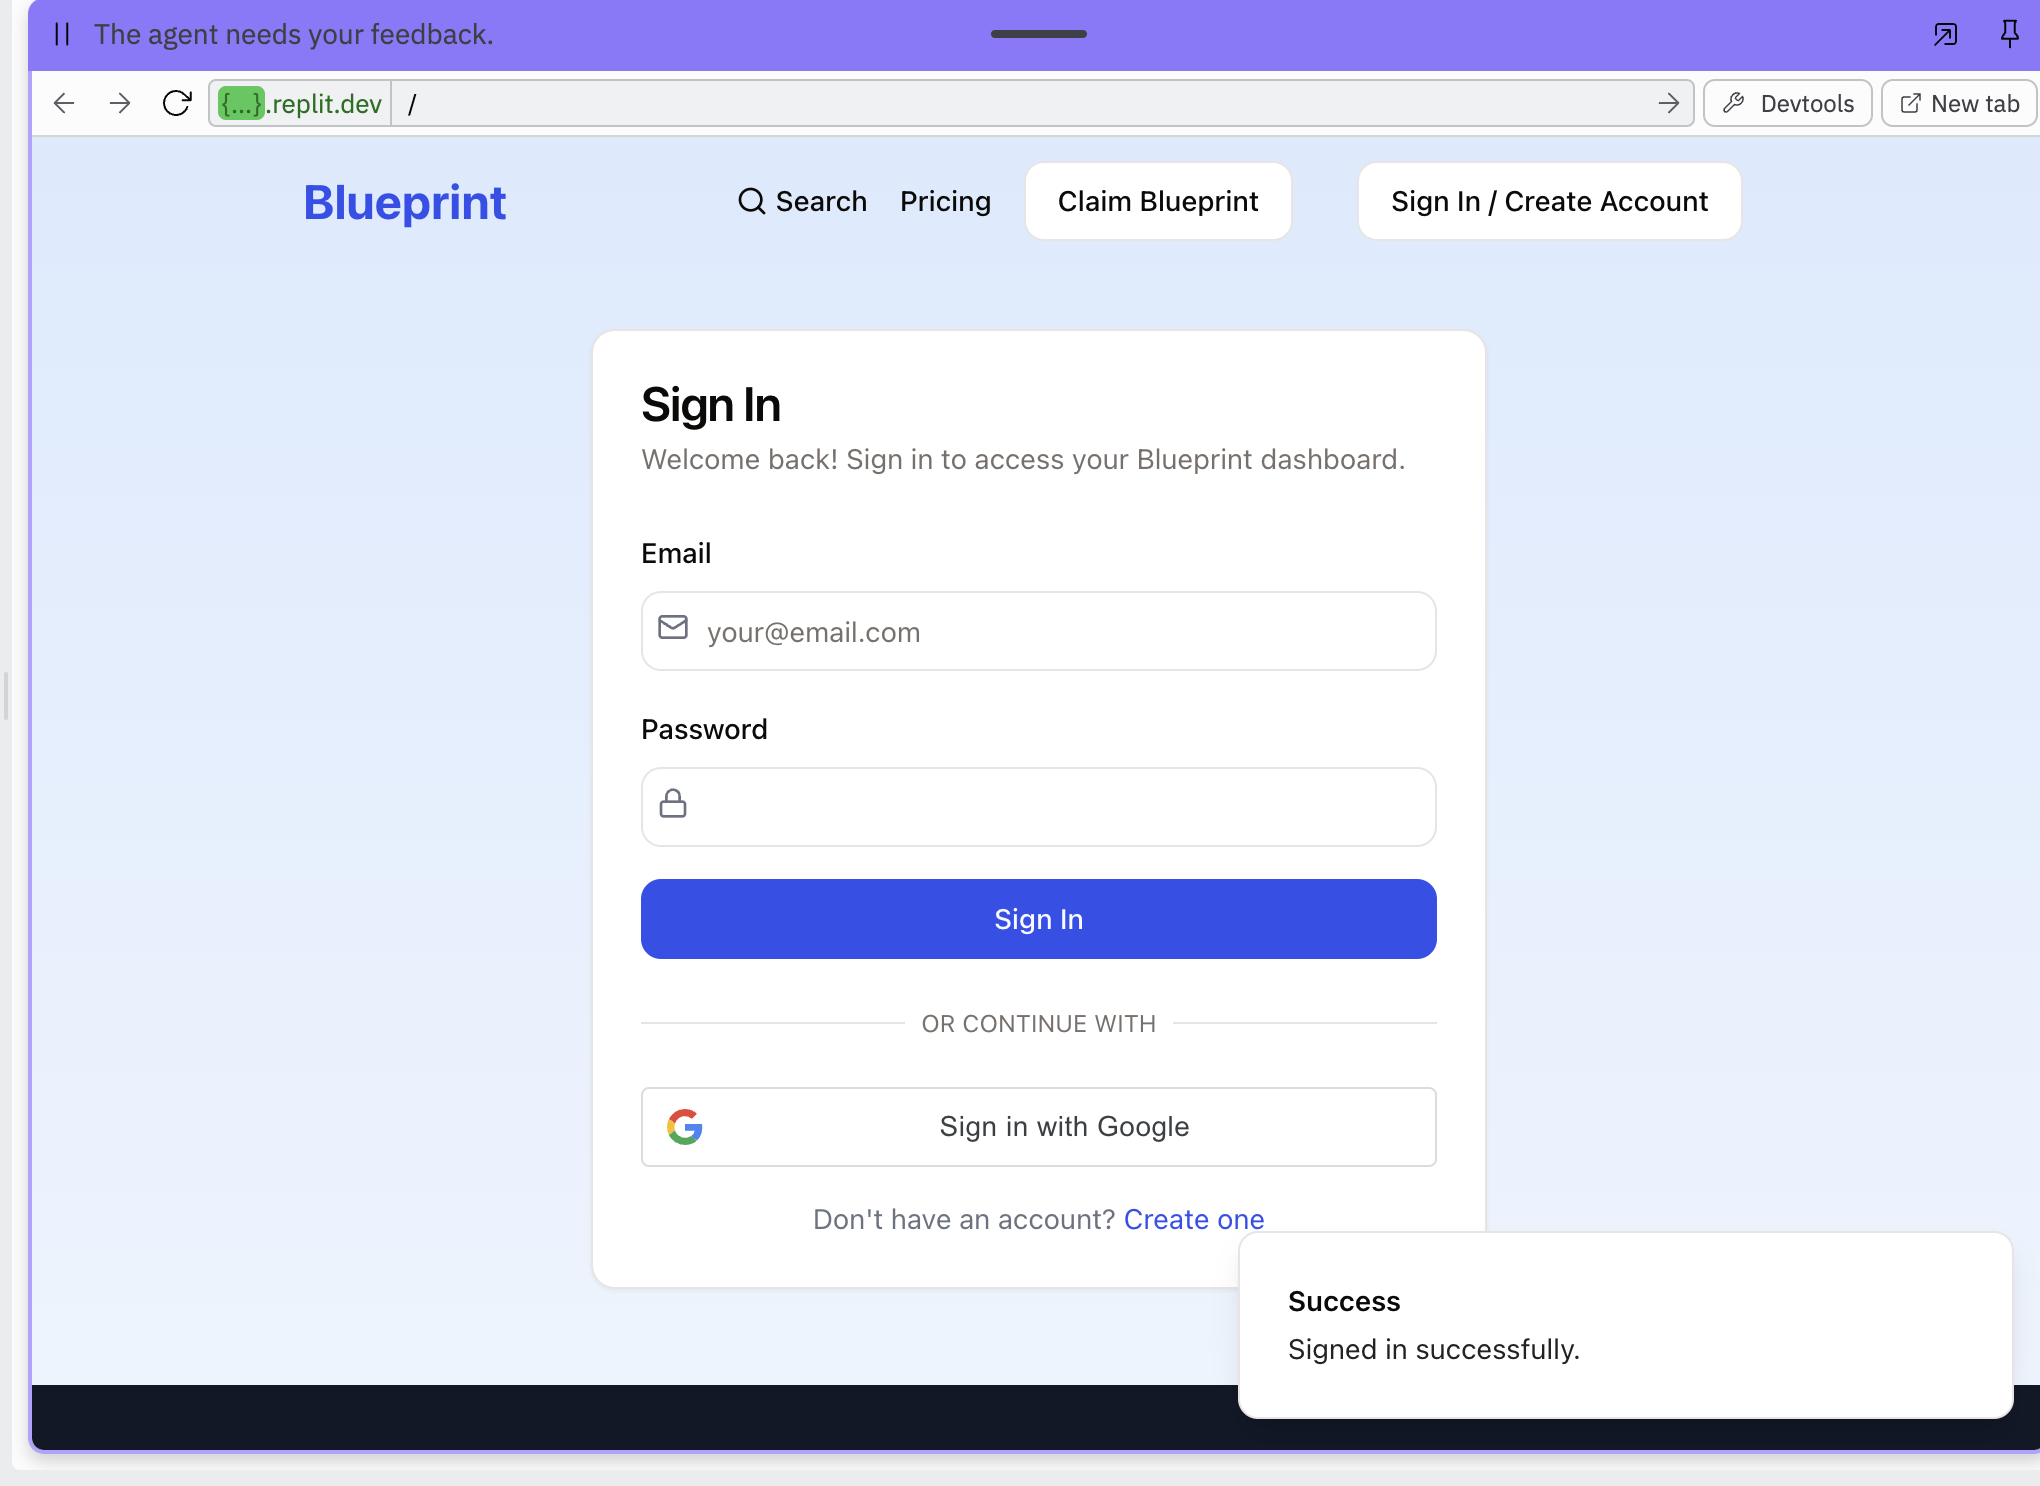 The agent needs your feedback.
{...}.replit.dev /
Devtools
New tab
Blueprint
Search
Pricing
Claim Blueprint
Sign In / Create Account
Sign In
Welcome back! Sign in to access your Blueprint dashboard.
Email
your@email.com
Password
Sign In
OR CONTINUE WITH
Sign in with Google
Don't have an account? Create one
Success
Signed in successfully.